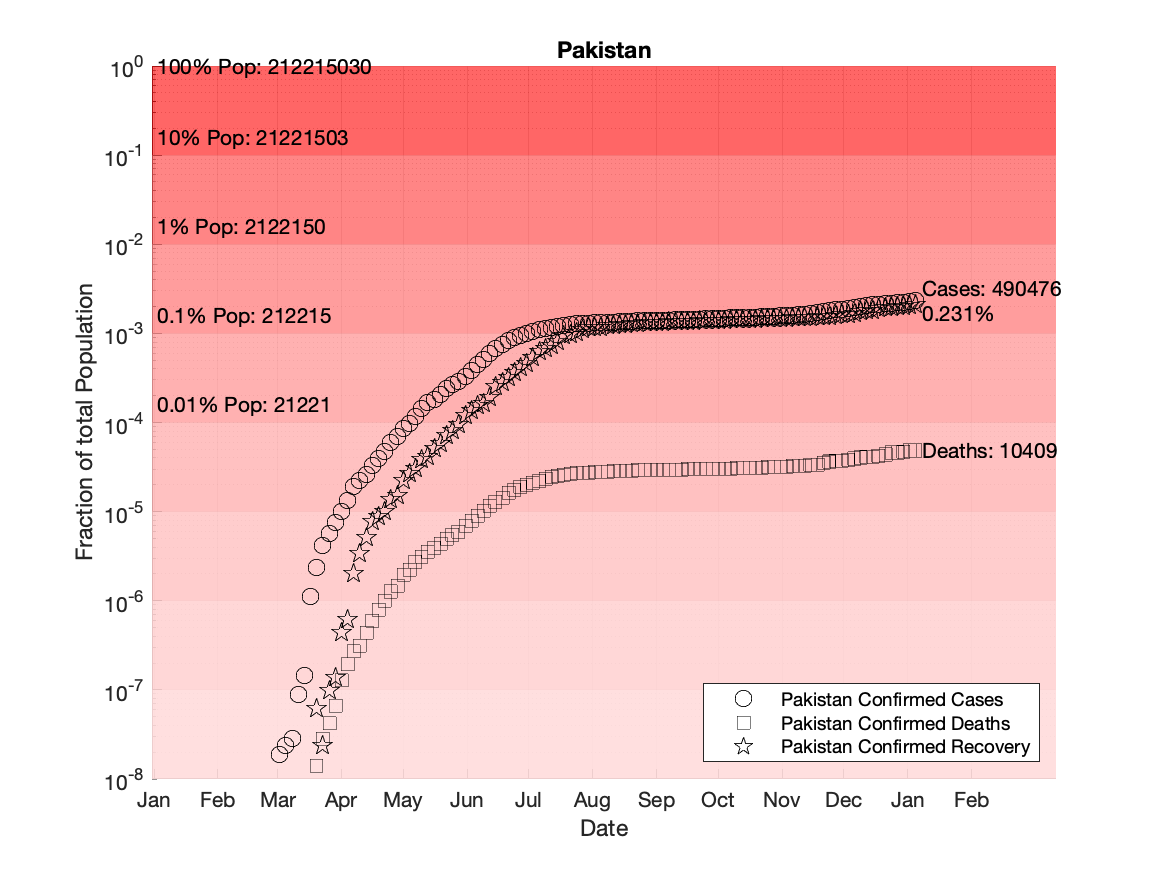 Pakistan
10^0
10^-1
10^-2
10^-3
10^-4
10^-5
10^-6
10^-7
10^-8
Fraction of total Population
100% Pop: 212215030
10% Pop: 21221503
1% Pop: 2122150
0.1% Pop: 212215
0.01% Pop: 21221
Cases: 490476
0.231%
Deaths: 10409
Pakistan Confirmed Cases
Pakistan Confirmed Deaths
Pakistan Confirmed Recovery
Jan Feb Mar Apr May Jun Jul Aug Sep Oct Nov Dec Jan Feb
Date